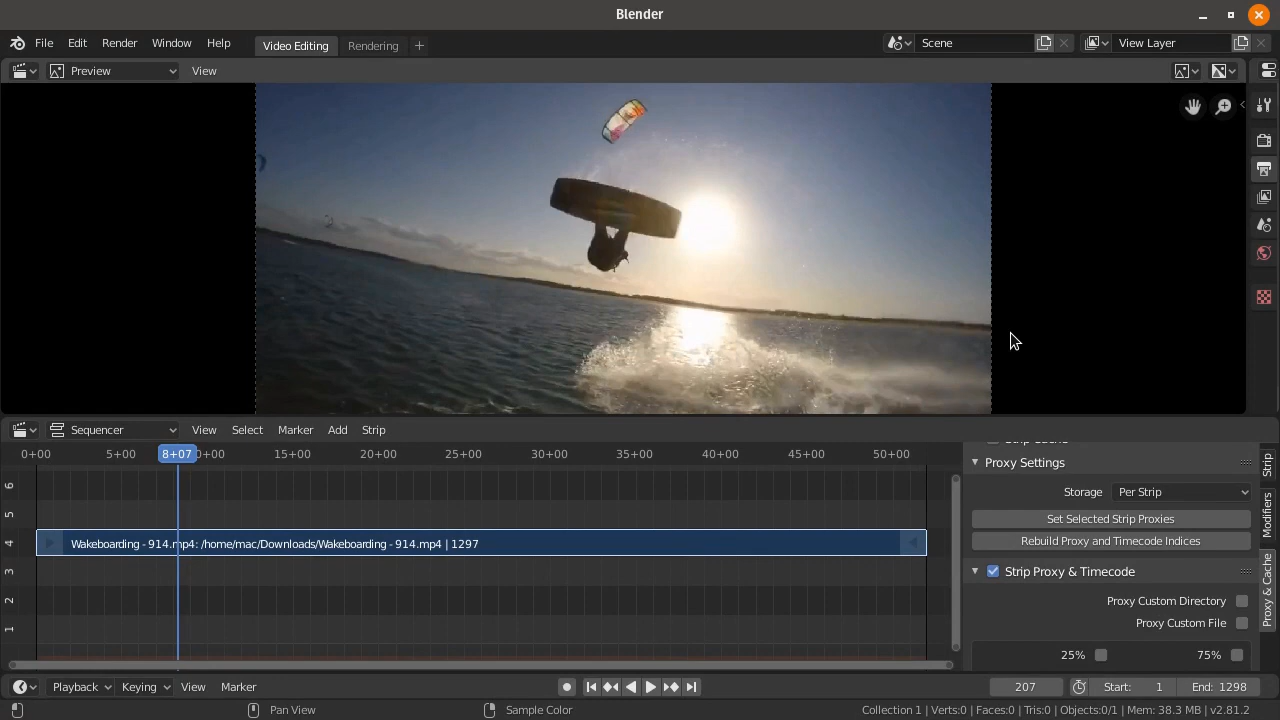 Blender
File Edit Render Window Help Video Editing Rendering + Scene View Layer
Preview View
Sequencer View Select Marker Add Strip
0+00 5+00 8+07 0+00 15+00 20+00 25+00 30+00 35+00 40+00 45+00 50+00
Proxy Settings
Storage Per Strip
Set Selected Strip Proxies
Rebuild Proxy and Timecode Indices
Strip Proxy & Timecode
Proxy Custom Directory
Proxy Custom File
25% 75%
Strip
Modifiers
Proxy & Cache
6
5
4 Wakeboarding - 914.mp4: /home/mac/Downloads/Wakeboarding - 914.mp4 | 1297
3
2
1
Playback Keying View Marker 207 Start: 1 End: 1298
Pan View Sample Color Collection 1 | Verts:0 | Faces:0 | Tris:0 | Objects:0/1 | Mem: 38.3 MB | v2.81.2